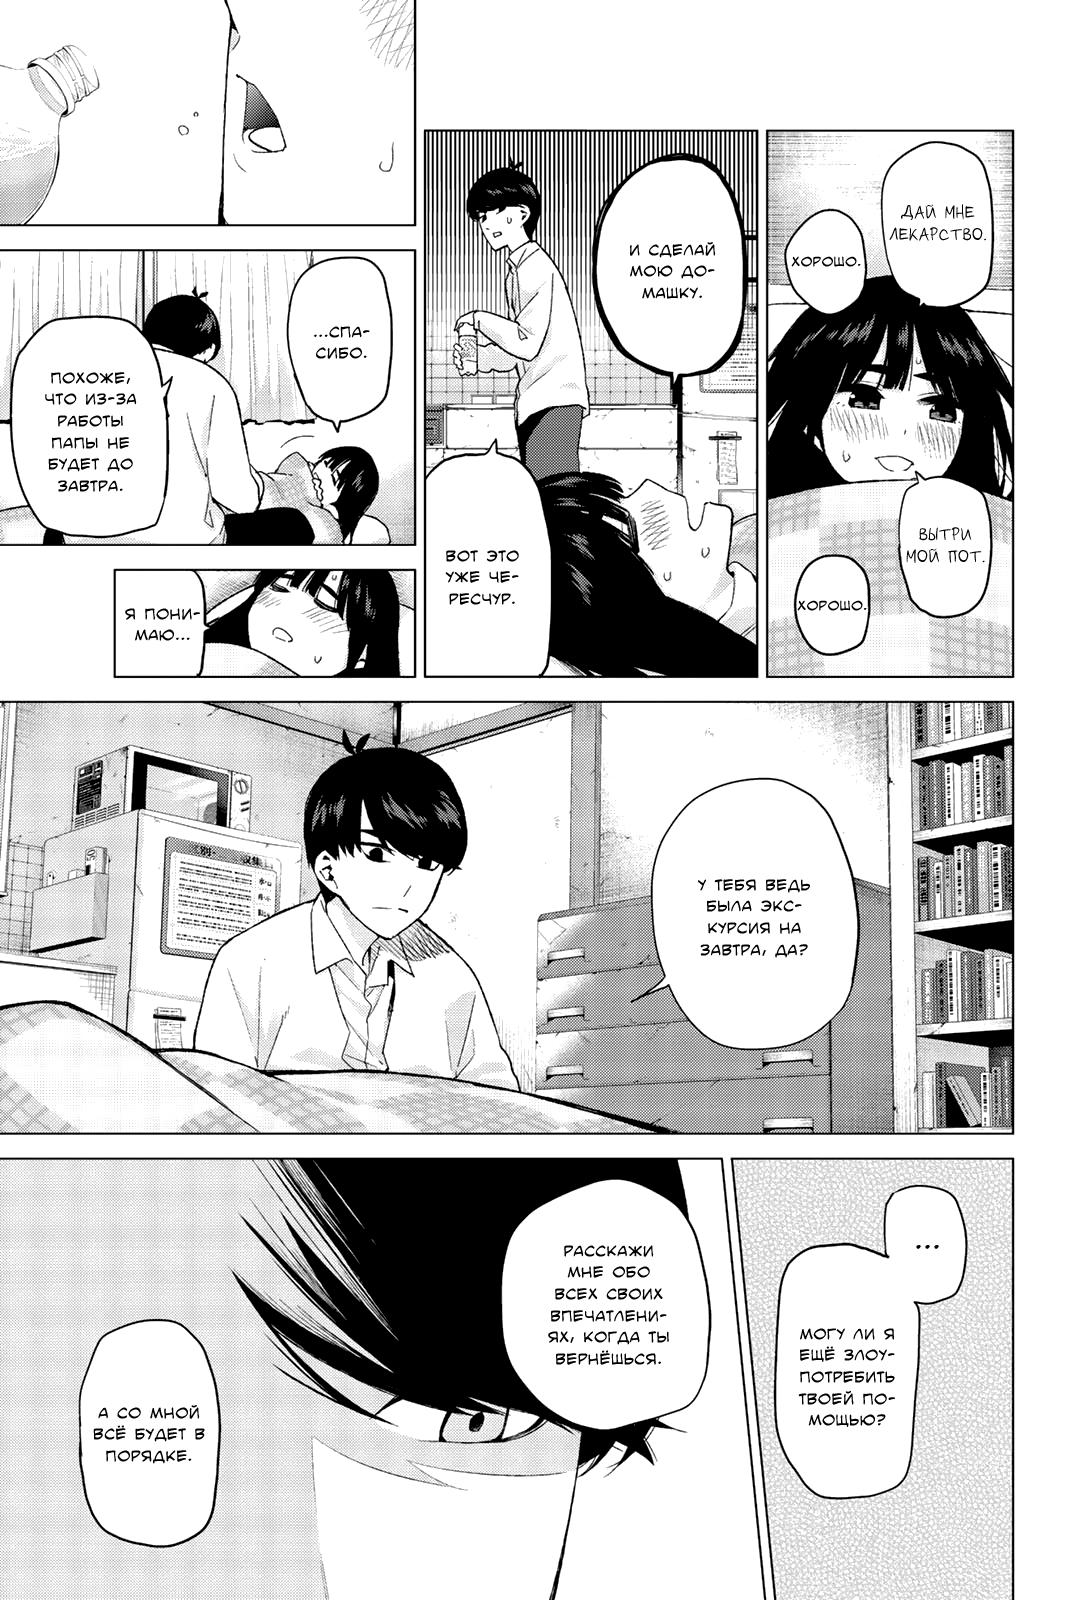 ДАЙ МНЕ
ЛЕКАРСТВО.
ХОРОШО.
ВЫТРИ
МОЙ ПОТ.
ХОРОШО.
И СДЕЛАЙ
МОЮ ДО-
МАШКУ.
ВОТ ЭТО
УЖЕ ЧЕ-
РЕСЧУР.
...СПА-
СИБО.
ПОХОЖЕ,
ЧТО ИЗ-ЗА
РАБОТЫ
ПАПЫ НЕ
БУДЕТ ДО
ЗАВТРА.
Я ПОНИ-
МАЮ...
У ТЕБЯ ВЕДЬ
БЫЛА ЭКС-
КУРСИЯ НА
ЗАВТРА, ДА?
...
МОГУ ЛИ Я
ЕЩЁ ЗЛОУ-
ПОТРЕБИТЬ
ТВОЕЙ ПО-
МОЩЬЮ?
РАССКАЖИ
МНЕ ОБО
ВСЕХ СВОИХ
ВПЕЧАТЛЕНИ-
ЯХ, КОГДА ТЫ
ВЕРНЁШЬСЯ.
А СО МНОЙ
ВСЁ БУДЕТ В
ПОРЯДКЕ.